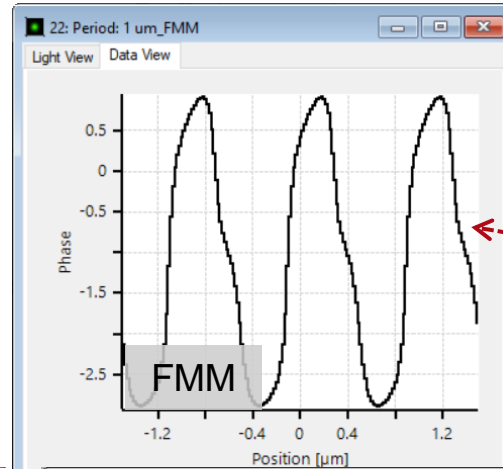 22: Period: 1 um_FMM
Light View Data View
0.5
0
-0.5
-1.5
-2.5
Phase
FMM
-1.2 -0.4 0 0.4 1.2
Position [µm]